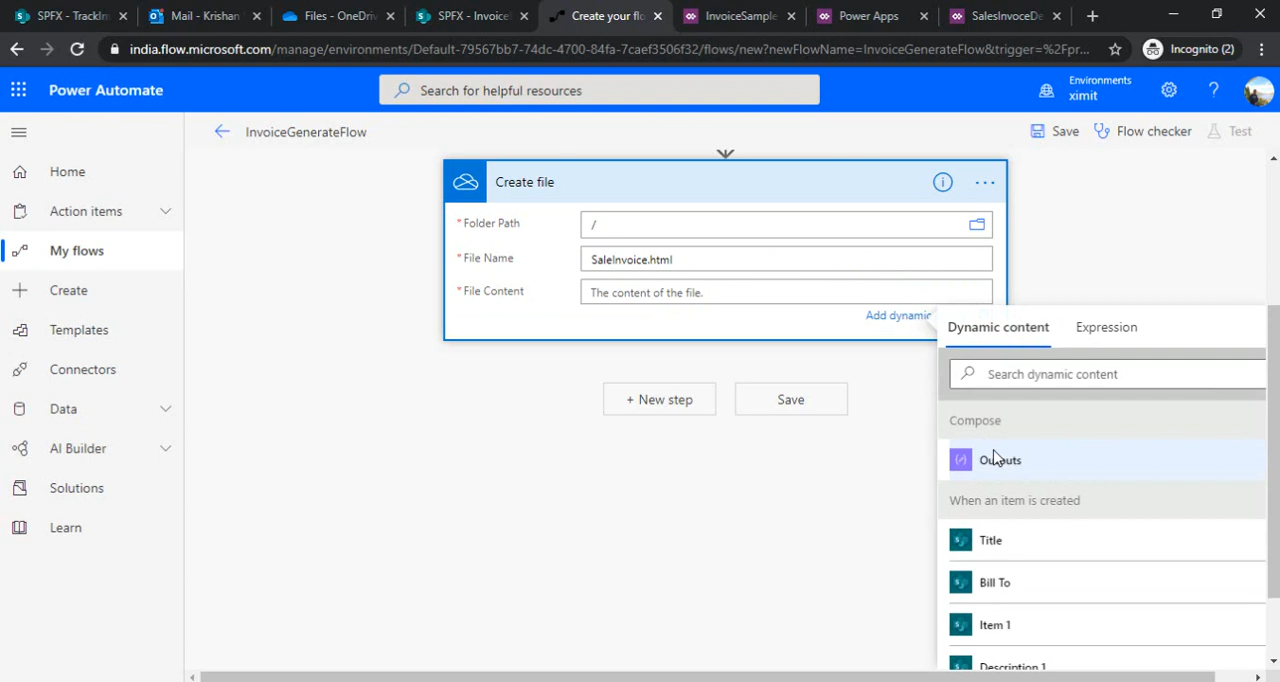 SPFX - TrackIn
Mail - Krishan
Files - OneDriv
SPFX - Invoice
Create your flo
InvoiceSample
Power Apps
SalesInvoceDe
india.flow.microsoft.com/manage/environments/Default-79567bb7-74dc-4700-84fa-7caef3506f32/flows/new?newFlowName=InvoiceGenerateFlow&trigger=%2Fpr...
Incognito (2)
Power Automate
Search for helpful resources
Environments
ximit
InvoiceGenerateFlow
Save
Flow checker
Test
Home
Action items
My flows
Create
Templates
Connectors
Data
AI Builder
Solutions
Learn
Create file
* Folder Path
/
* File Name
SaleInvoice.html
* File Content
The content of the file.
Add dynamic
+ New step
Save
Dynamic content
Expression
Search dynamic content
Compose
Outputs
When an item is created
Title
Bill To
Item 1
Description 1